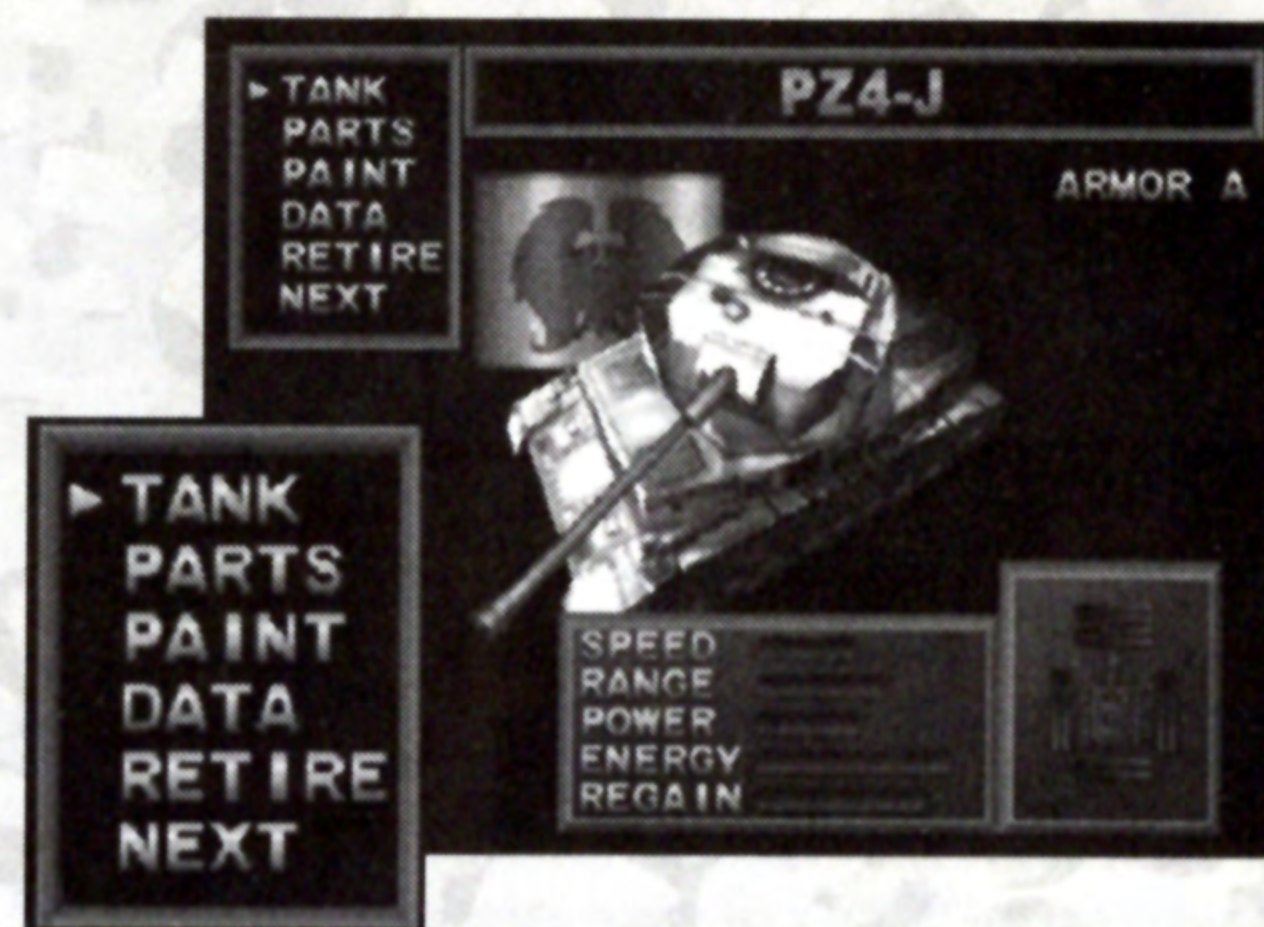 TANK
PARTS
PAINT
DATA
RETIRE
NEXT
PZ4-J
ARMOR A
SPEED
RANGE
POWER
ENERGY
REGAIN
TANK
PARTS
PAINT
DATA
RETIRE
NEXT